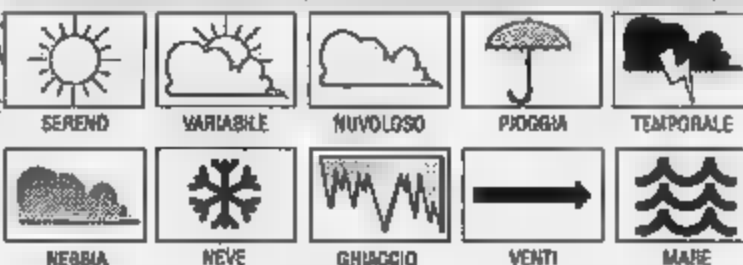 SERENO VARIABILE NUVOLOSO PIOGGIA TEMPORALE
NEBBIA NEVE GHIACCIO VENTI MARE